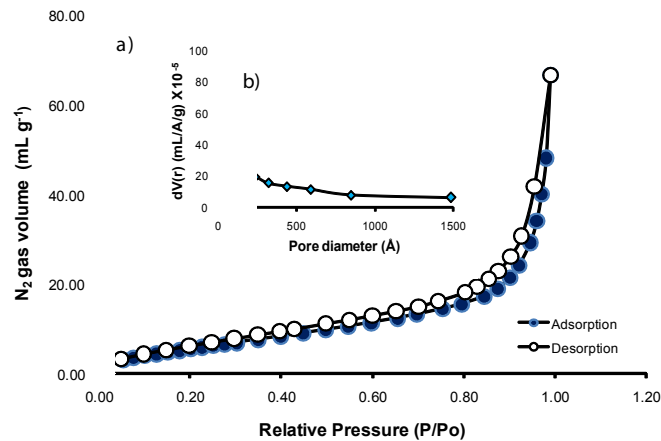 80.00
60.00
40.00
20.00
0.00
N₂ gas volume (mL g⁻¹)
a)
b)
100
80
60
40
20
0
dV(r) (mL/A/g) X10⁻⁵
0 500 1000 1500
Pore diameter (Å)
Adsorption
Desorption
0.00 0.20 0.40 0.60 0.80 1.00 1.20
Relative Pressure (P/Po)